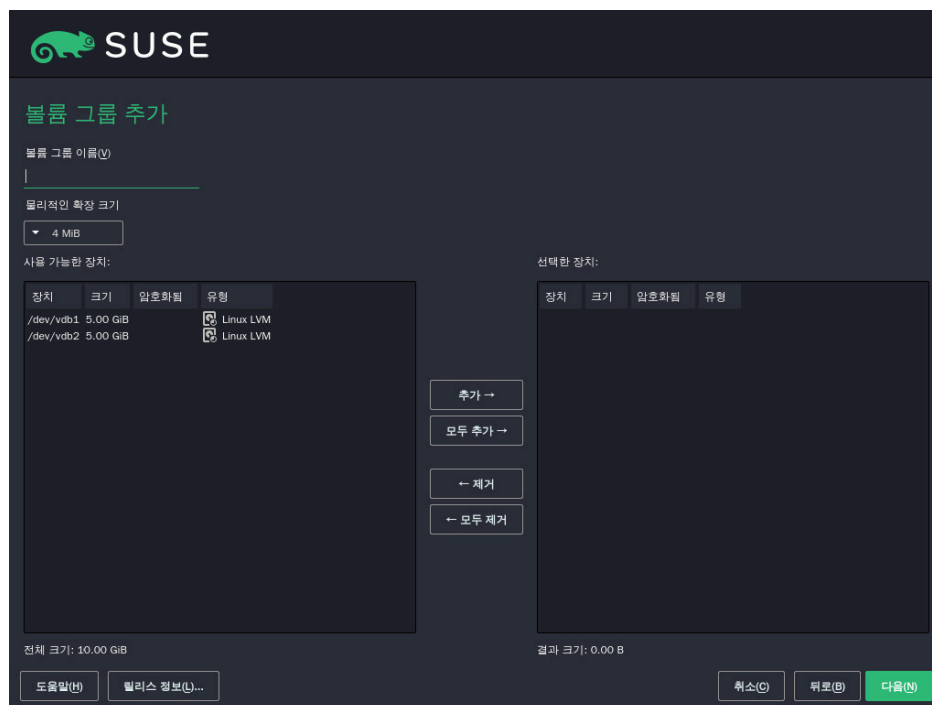 SUSE
볼륨 그룹 추가
볼륨 그룹 이름(V)
물리적인 확장 크기
4 MiB
사용 가능한 장치:
선택한 장치:
장치 크기 암호화됨 유형
장치 크기 암호화됨 유형
/dev/vdb1 5.00 GiB Linux LVM
/dev/vdb2 5.00 GiB Linux LVM
추가 →
모두 추가 →
← 제거
← 모두 제거
전체 크기: 10.00 GiB
결과 크기: 0.00 B
도움말(H)
릴리스 정보(L)...
취소(C)
뒤로(B)
다음(N)